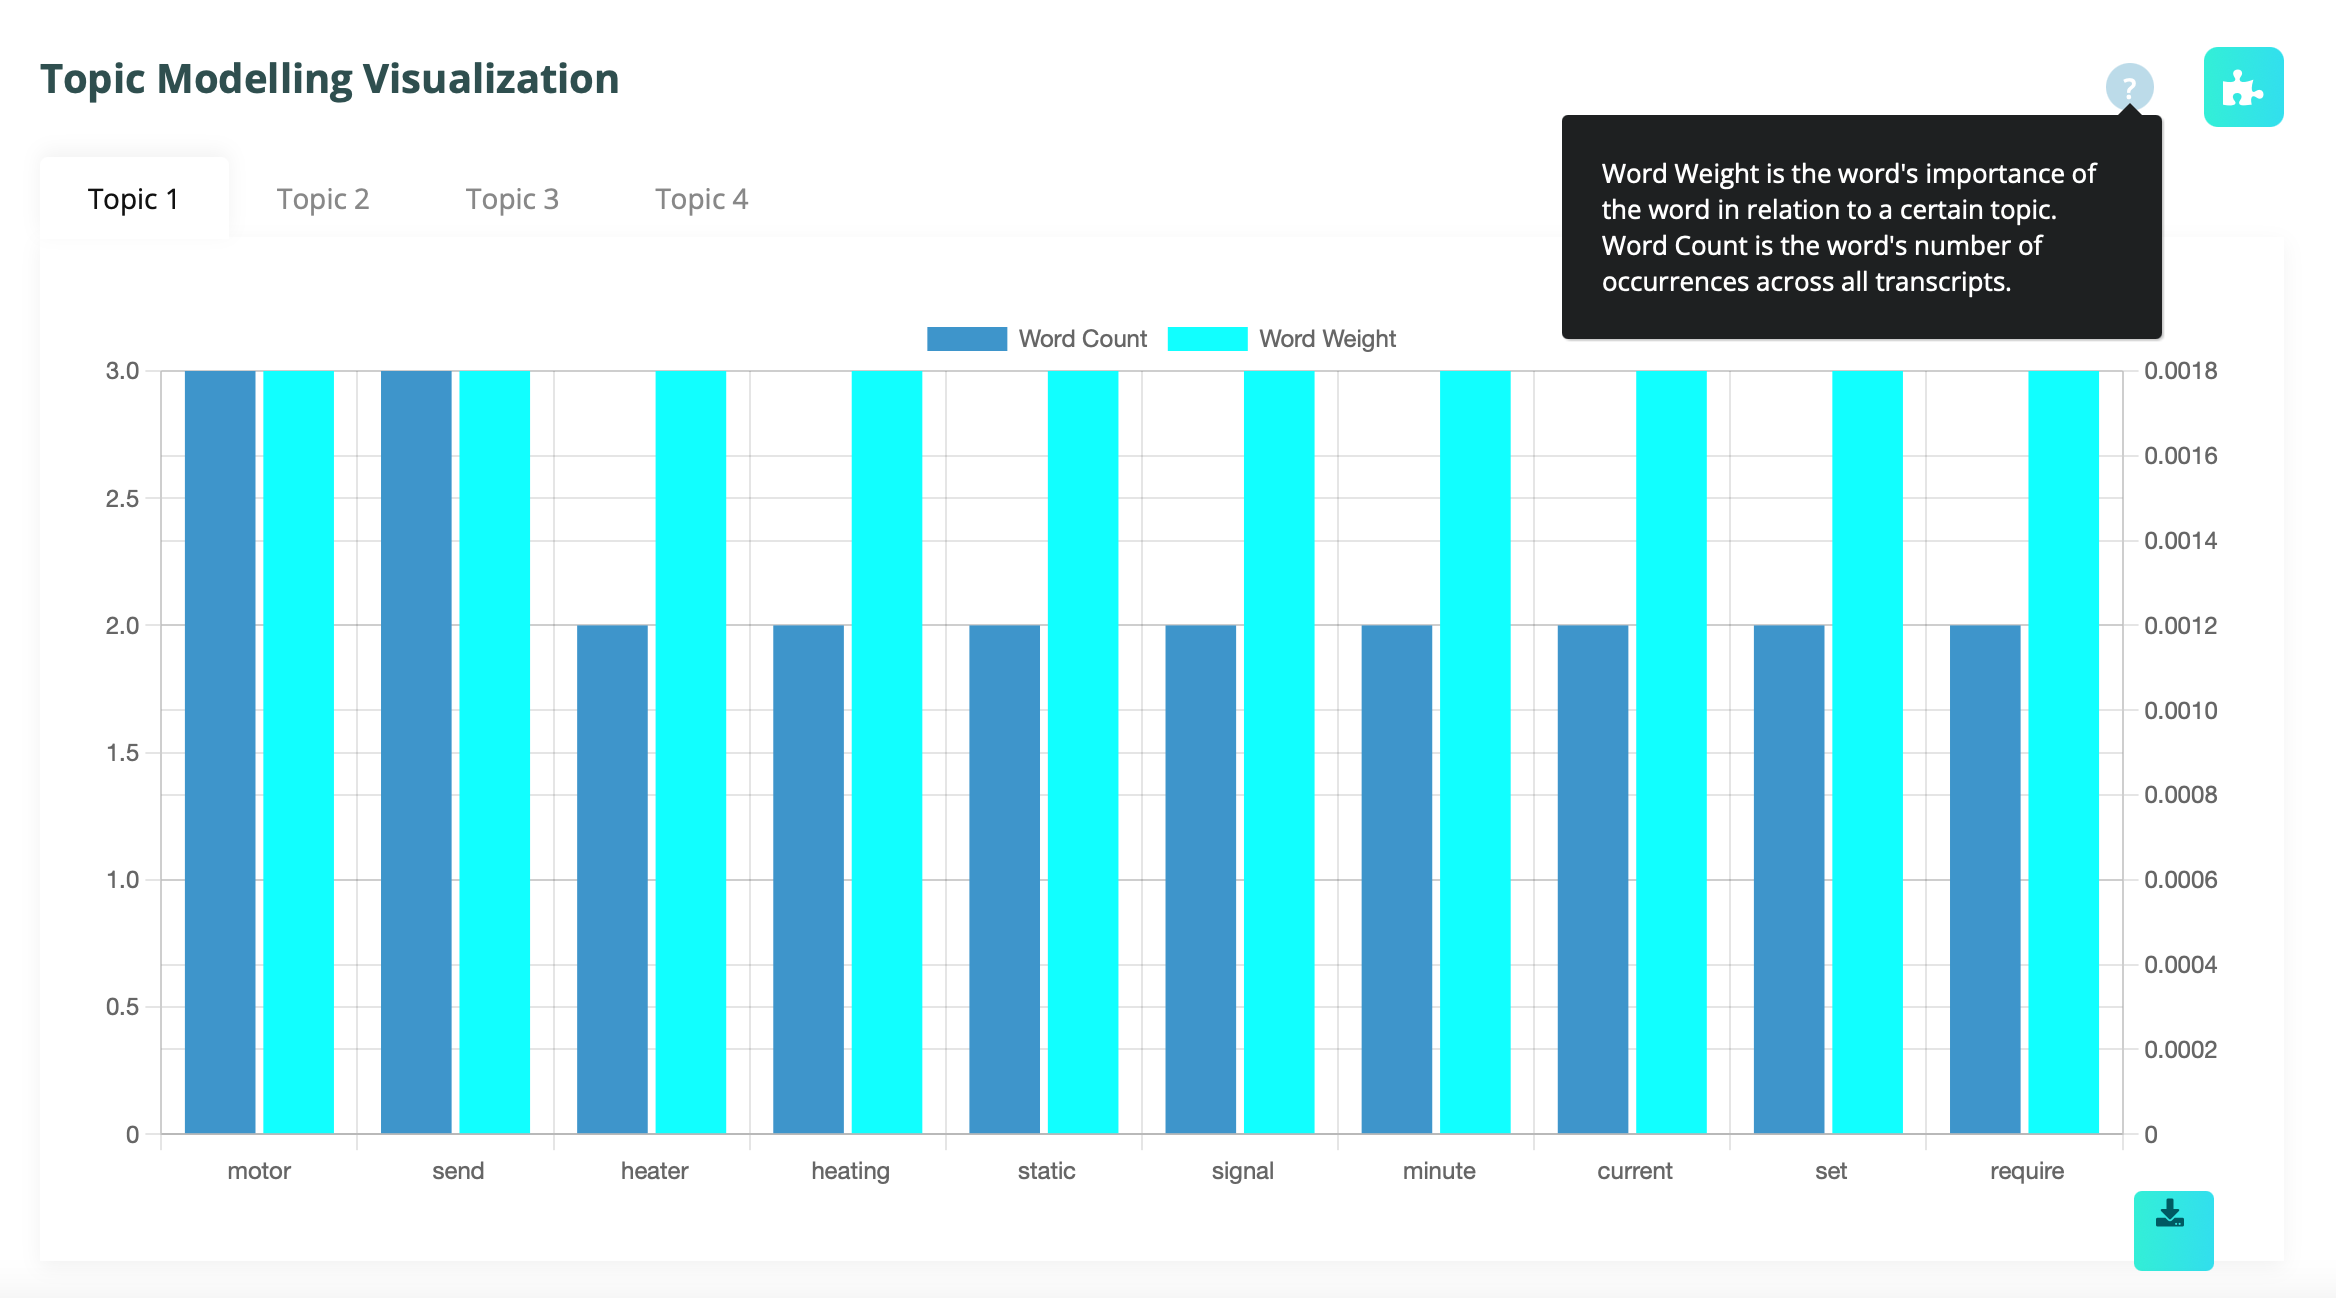 Topic Modelling Visualization
?
Word Weight is the word's importance of
the word in relation to a certain topic.
Word Count is the word's number of
occurrences across all transcripts.
Topic 1 Topic 2 Topic 3 Topic 4
Word Count Word Weight
3.0
2.5
2.0
1.5
1.0
0.5
0
0.0018
0.0016
0.0014
0.0012
0.0010
0.0008
0.0006
0.0004
0.0002
0
motor send heater heating static signal minute current set require